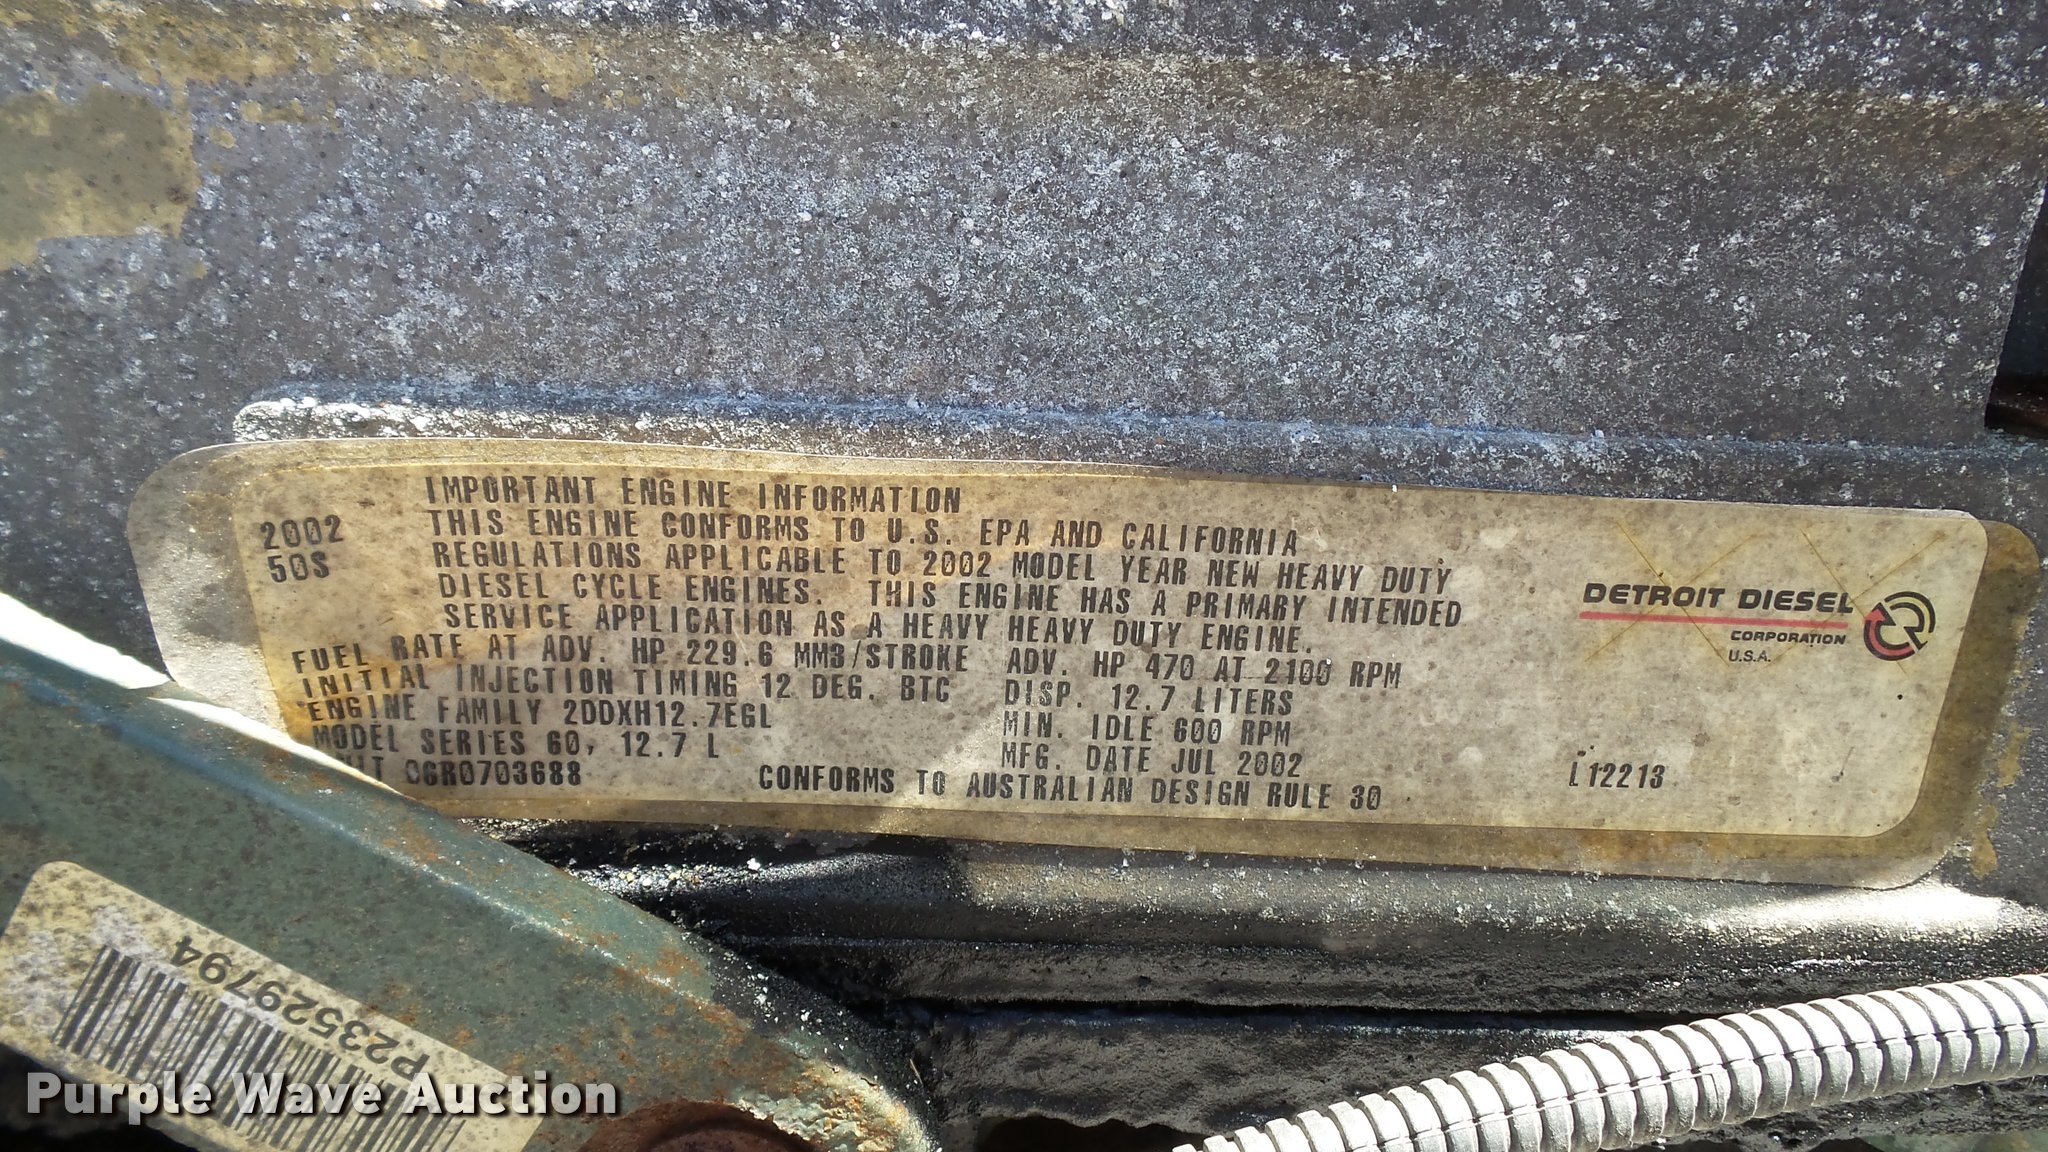 2002
50S
IMPORTANT ENGINE INFORMATION
THIS ENGINE CONFORMS TO U.S. EPA AND CALIFORNIA
REGULATIONS APPLICABLE TO 2002 MODEL YEAR NEW HEAVY DUTY
DIESEL CYCLE ENGINES. THIS ENGINE HAS A PRIMARY INTENDED
SERVICE APPLICATION AS A HEAVY HEAVY DUTY ENGINE.
FUEL RATE AT ADV. HP 229.6 MM3/STROKE ADV. HP 470 AT 2100 RPM
INITIAL INJECTION TIMING 12 DEG. BTC DISP. 12.7 LITERS
ENGINE FAMILY 2DDXH12.7EGL MIN. IDLE 600 RPM
MODEL SERIES 60, 12.7 L MFG. DATE JUL 2002
06R0703688 CONFORMS TO AUSTRALIAN DESIGN RULE 30
L12213
DETROIT DIESEL
CORPORATION
U.S.A.
P23529794
Purple Wave Auction